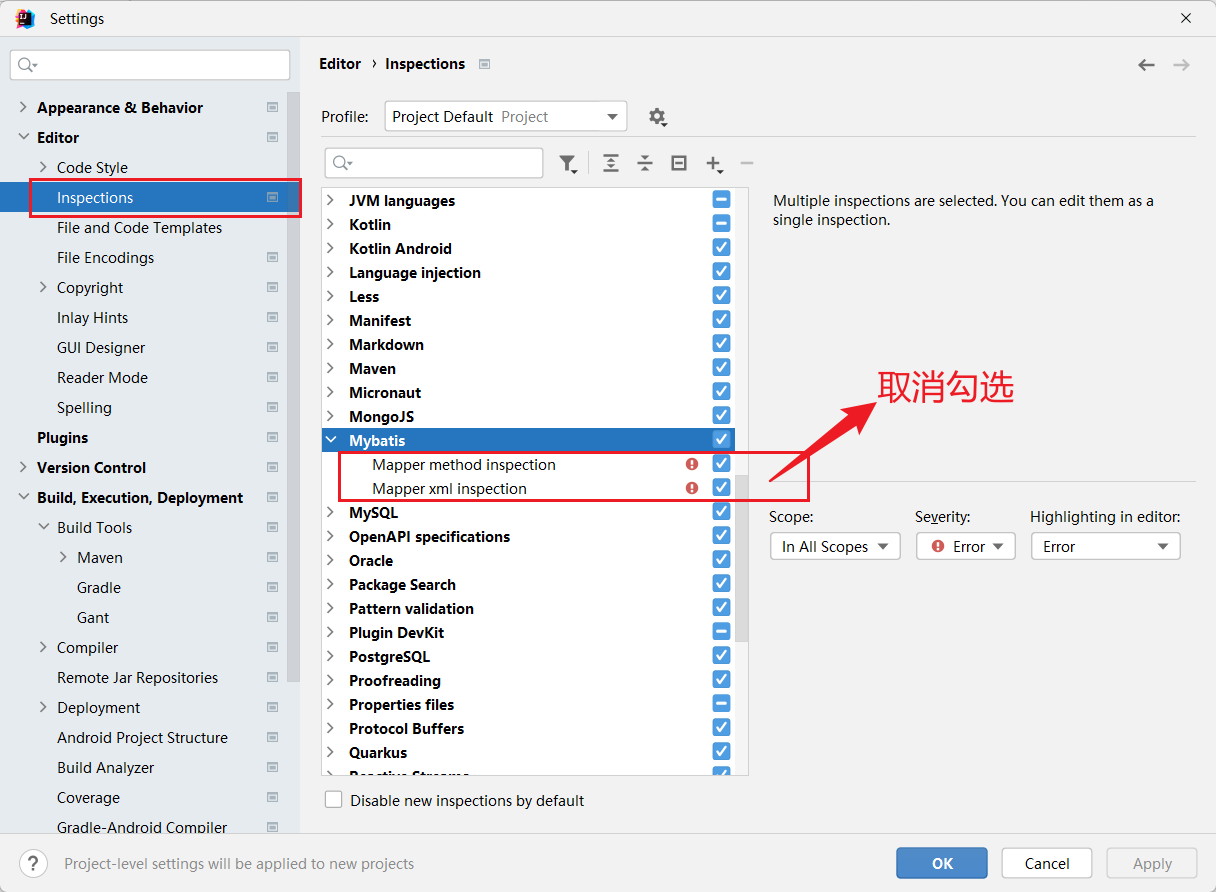 Settings
Appearance & Behavior
Editor
Code Style
Inspections
File and Code Templates
File Encodings
Copyright
Inlay Hints
GUI Designer
Reader Mode
Spelling
Plugins
Version Control
Build, Execution, Deployment
Build Tools
Maven
Gradle
Gant
Compiler
Remote Jar Repositories
Deployment
Android Project Structure
Build Analyzer
Coverage
Gradle-Android Compiler
Editor › Inspections
Profile: Project Default Project
JVM languages
Kotlin
Kotlin Android
Language injection
Less
Manifest
Markdown
Maven
Micronaut
MongoJS
Mybatis
Mapper method inspection
Mapper xml inspection
MySQL
OpenAPI specifications
Oracle
Package Search
Pattern validation
Plugin DevKit
PostgreSQL
Proofreading
Properties files
Protocol Buffers
Quarkus
Reactive Streams
Disable new inspections by default
Multiple inspections are selected. You can edit them as a
single inspection.
取消勾选
Scope: Severity: Highlighting in editor:
In All Scopes Error Error
? Project-level settings will be applied to new projects
OK Cancel Apply